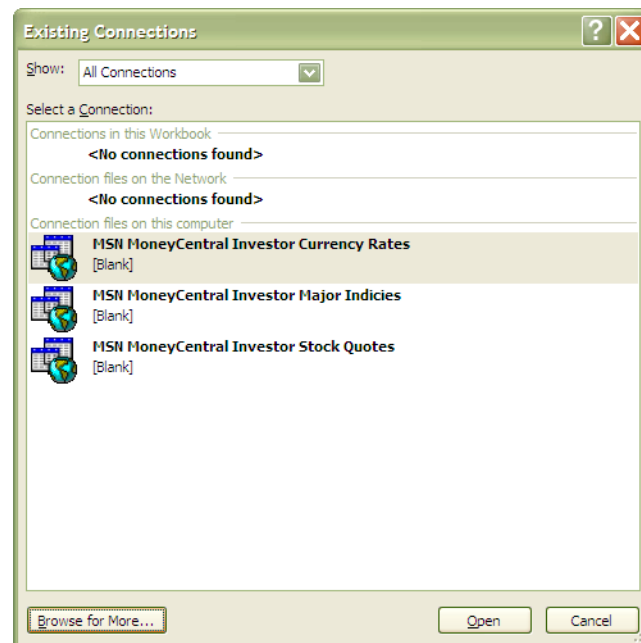 Existing Connections
Show: All Connections
Select a Connection:
Connections in this Workbook
<No connections found>
Connection files on the Network
<No connections found>
Connection files on this computer
MSN MoneyCentral Investor Currency Rates
[Blank]
MSN MoneyCentral Investor Major Indicies
[Blank]
MSN MoneyCentral Investor Stock Quotes
[Blank]
Browse for More... Open Cancel